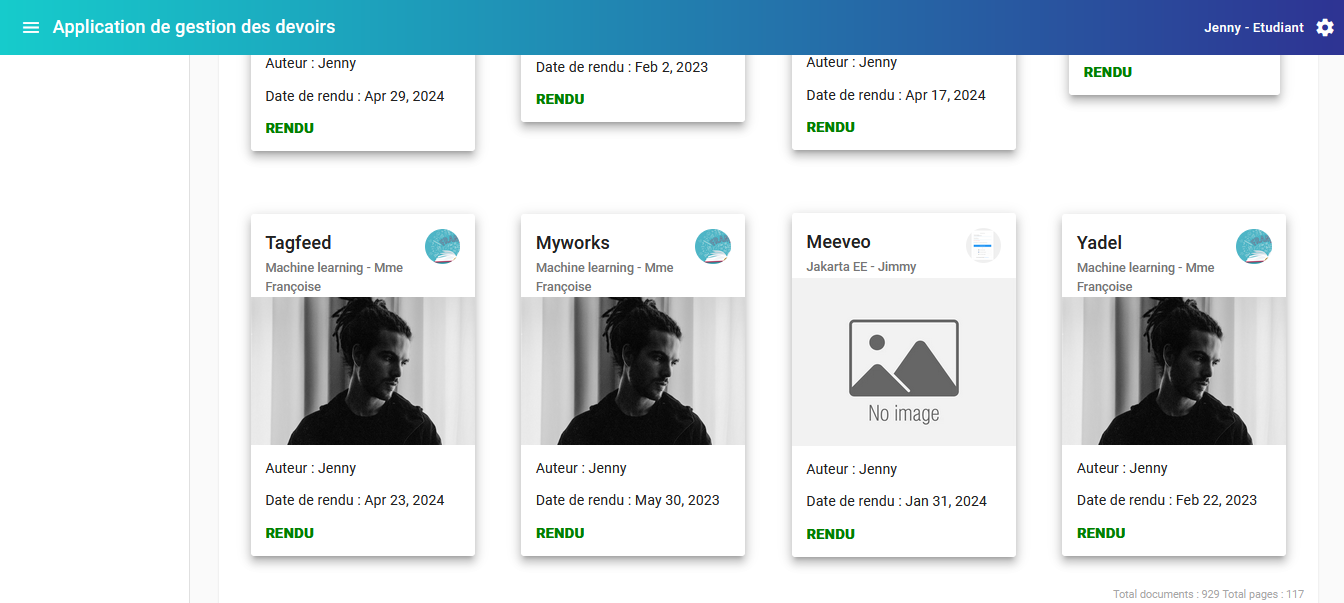 Application de gestion des devoirs
Jenny - Etudiant
Auteur : Jenny
Date de rendu : Apr 29, 2024
RENDU
Date de rendu : Feb 2, 2023
RENDU
Auteur : Jenny
Date de rendu : Apr 17, 2024
RENDU
RENDU
Tagfeed
Machine learning - Mme
Françoise
Auteur : Jenny
Date de rendu : Apr 23, 2024
RENDU
Myworks
Machine learning - Mme
Françoise
Auteur : Jenny
Date de rendu : May 30, 2023
RENDU
Meeveo
Jakarta EE - Jimmy
No image
Auteur : Jenny
Date de rendu : Jan 31, 2024
RENDU
Yadel
Machine learning - Mme
Françoise
Auteur : Jenny
Date de rendu : Feb 22, 2023
RENDU
Total documents : 929 Total pages : 117